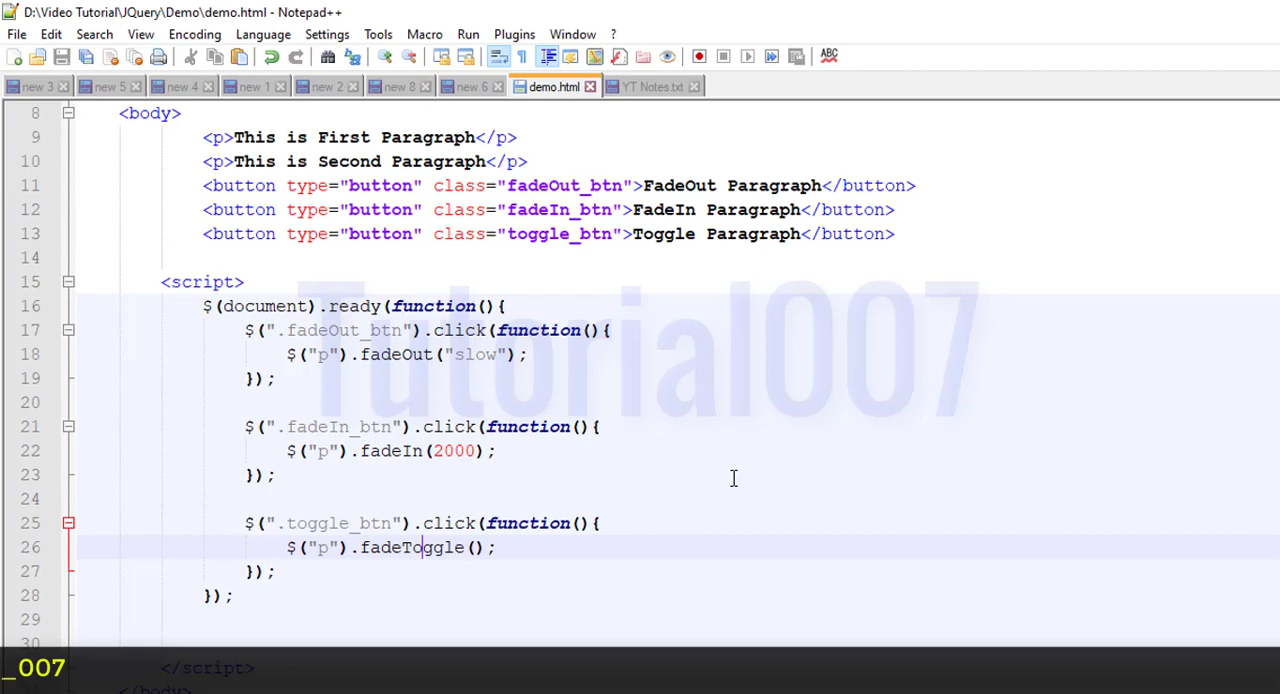 D:\Video Tutorial\JQuery\Demo\demo.html - Notepad++
File Edit Search View Encoding Language Settings Tools Macro Run Plugins Window ?
ABC
new 3 new 5 new 4 new 1 new 2 new 8 new 6 demo.html YT Notes.txt
8 <body>
9 <p>This is First Paragraph</p>
10 <p>This is Second Paragraph</p>
11 <button type="button" class="fadeOut_btn">FadeOut Paragraph</button>
12 <button type="button" class="fadeIn_btn">FadeIn Paragraph</button>
13 <button type="button" class="toggle_btn">Toggle Paragraph</button>
14
15 <script>
16 $(document).ready(function(){
17 $(".fadeOut_btn").click(function(){
18 $("p").fadeOut("slow");
19 });
20
21 $(".fadeIn_btn").click(function(){
22 $("p").fadeIn(2000);
23 });
24
25 $(".toggle_btn").click(function(){
26 $("p").fadeToggle();
27 });
28 });
29
30
</script>
</body>
Tutorial007
_007